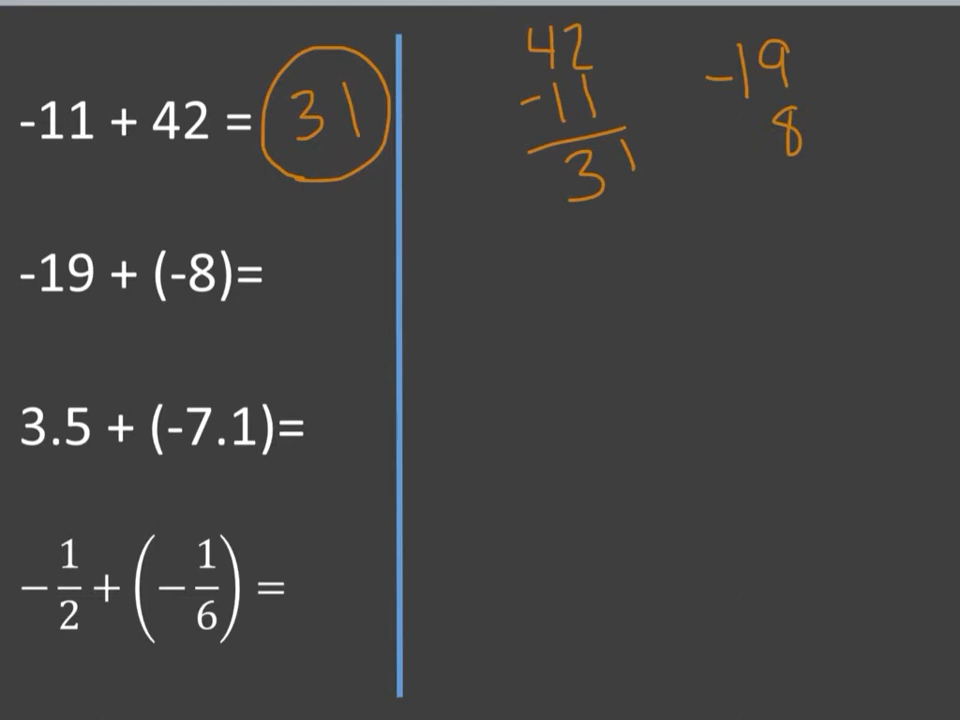 -11 + 42 = 31
-19 + (-8)=
3.5 + (-7.1)=
-1/2 + (-1/6) =
42
-11
31
-19
8